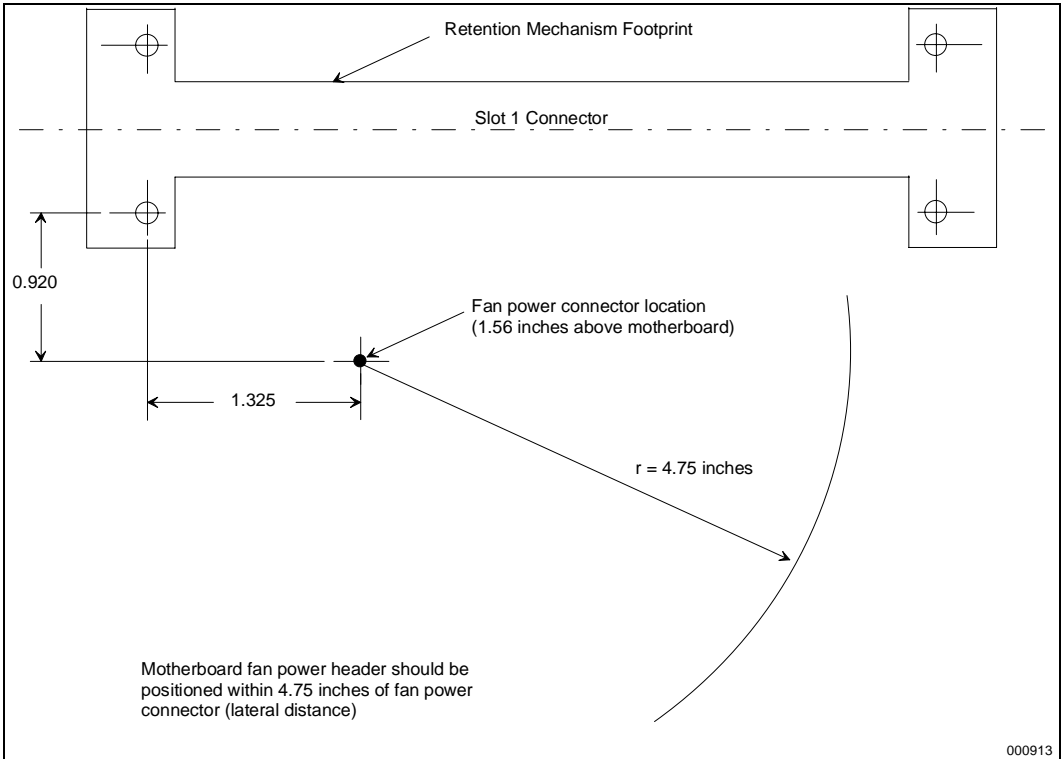 Retention Mechanism Footprint
Slot 1 Connector
0.920
Fan power connector location
(1.56 inches above motherboard)
1.325
r = 4.75 inches
Motherboard fan power header should be
positioned within 4.75 inches of fan power
connector (lateral distance)
000913